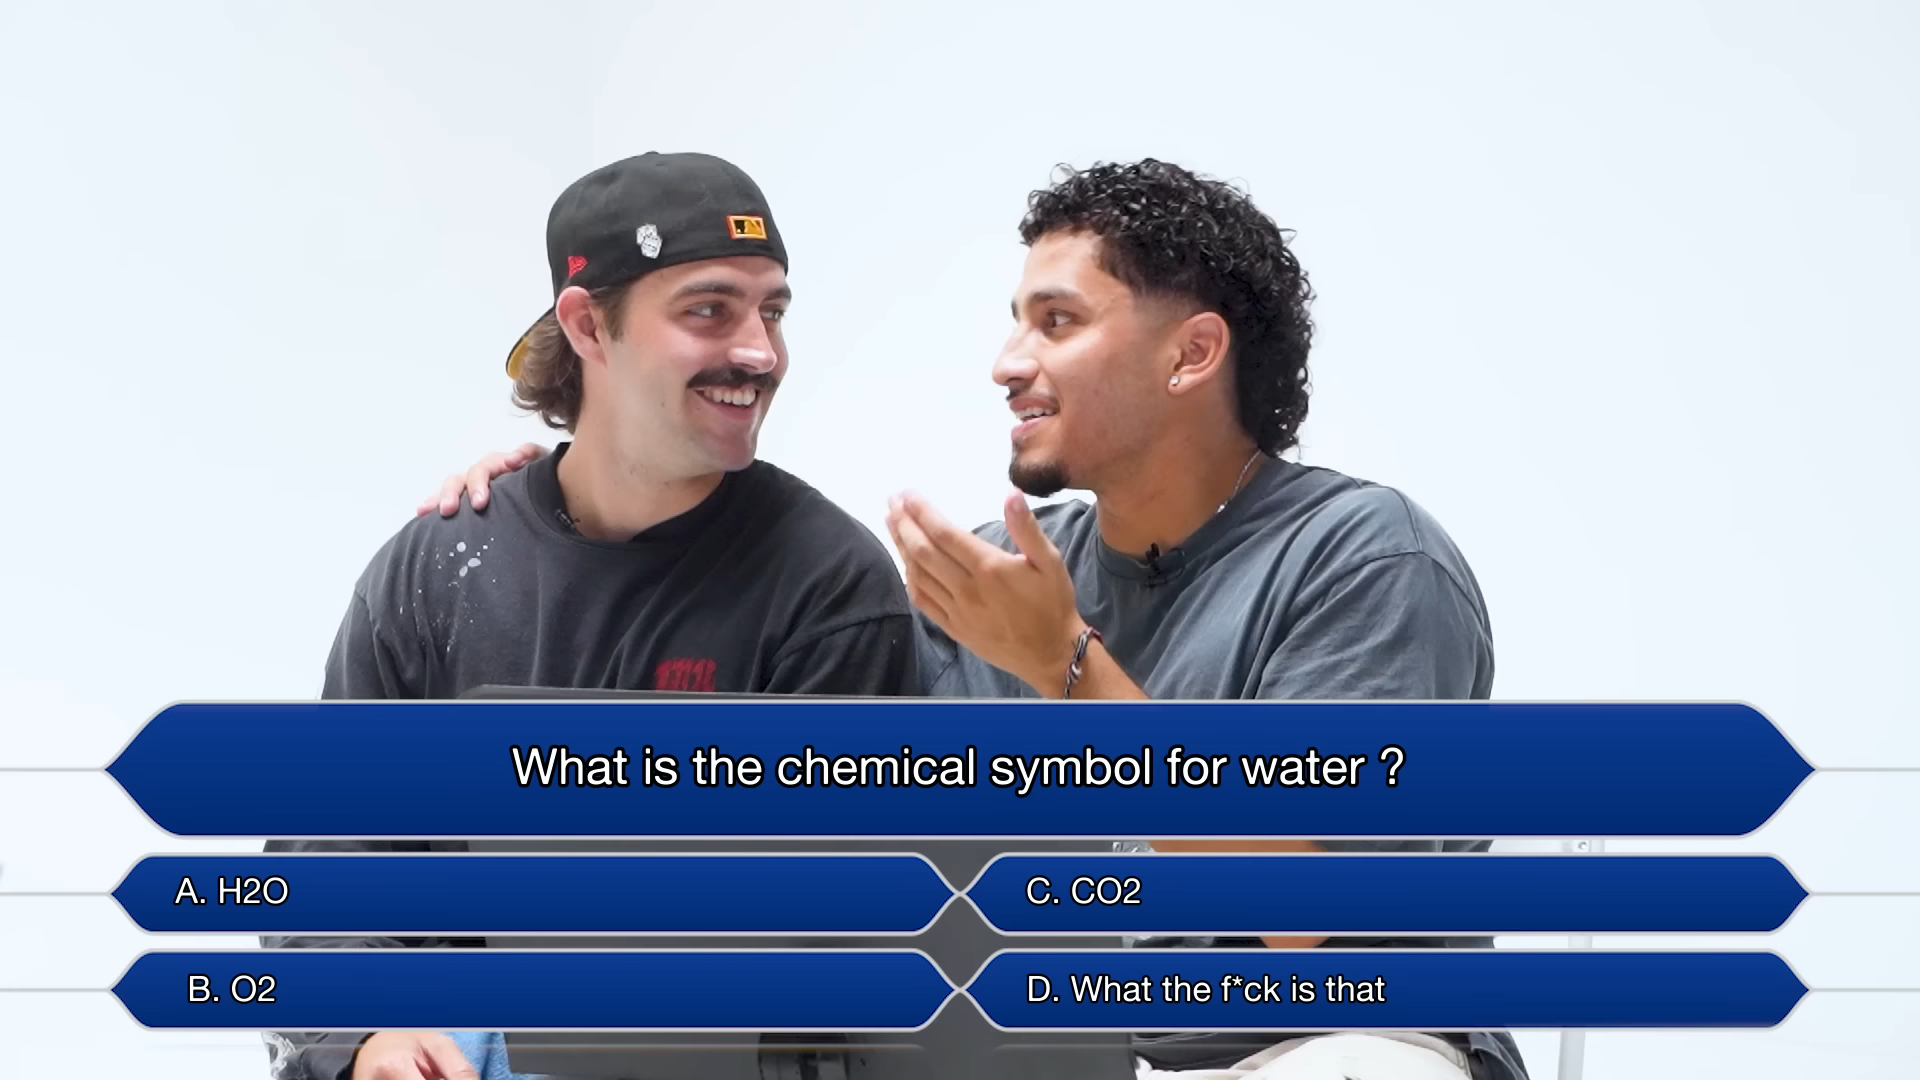 What is the chemical symbol for water ?
A. H2O
C. CO2
B. O2
D. What the f*ck is that